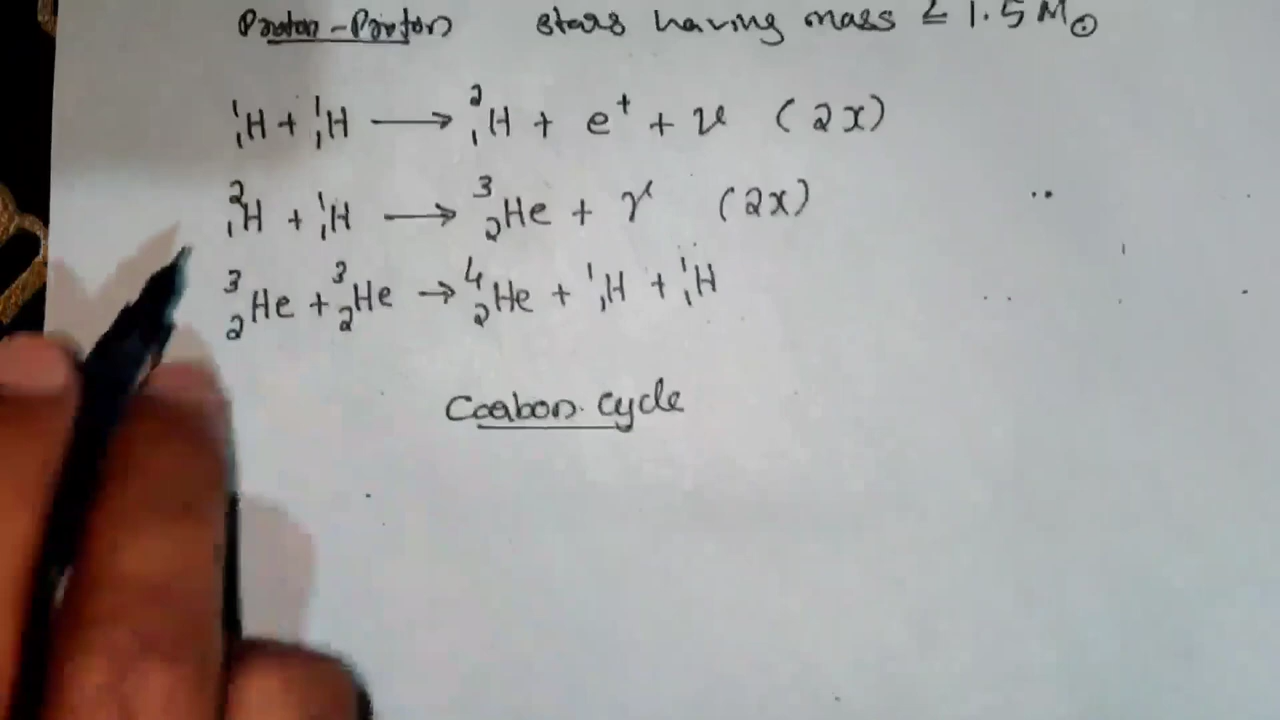 Proton-Proton stars having mass ≤ 1.5 M☉
¹₁H + ¹₁H ⟶ ²₁H + e⁺ + ν (2x)
²₁H + ¹₁H ⟶ ³₂He + γ (2x)
³₂He + ³₂He → ⁴₂He + ¹₁H + ¹₁H
Carbon cycle